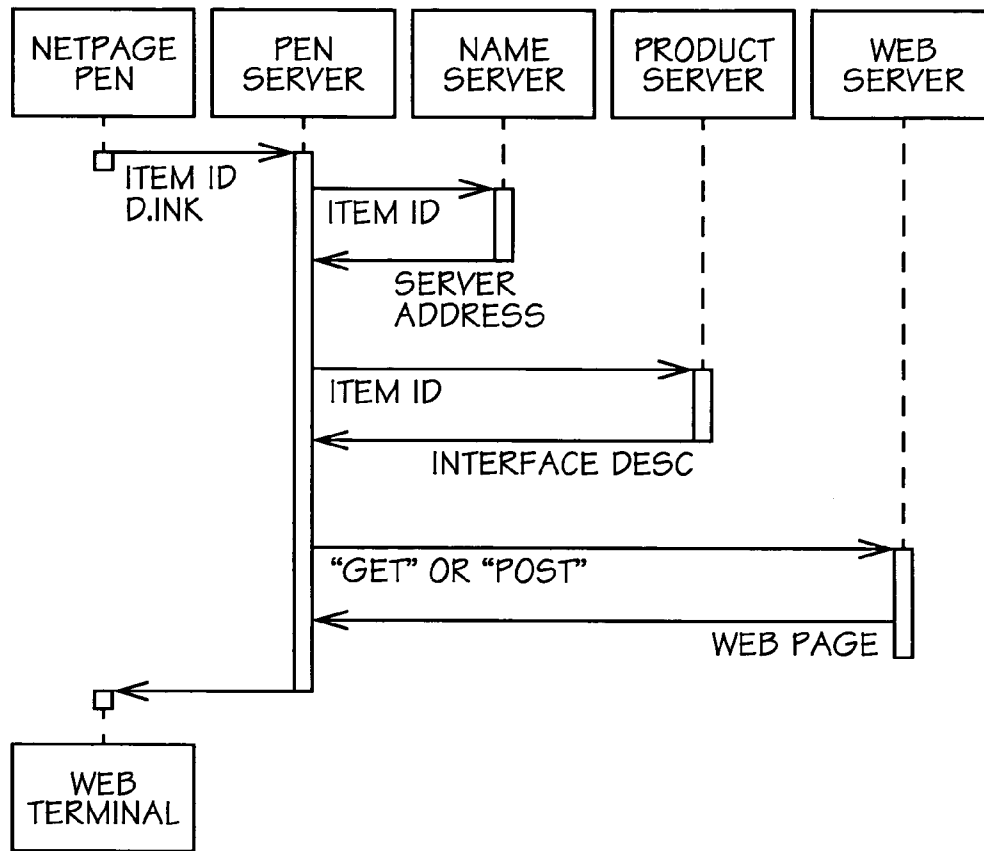 NETPAGE
PEN
PEN
SERVER
NAME
SERVER
PRODUCT
SERVER
WEB
SERVER
ITEM ID
D.INK
ITEM ID
SERVER
ADDRESS
ITEM ID
INTERFACE DESC
“GET” OR “POST”
WEB PAGE
WEB
TERMINAL